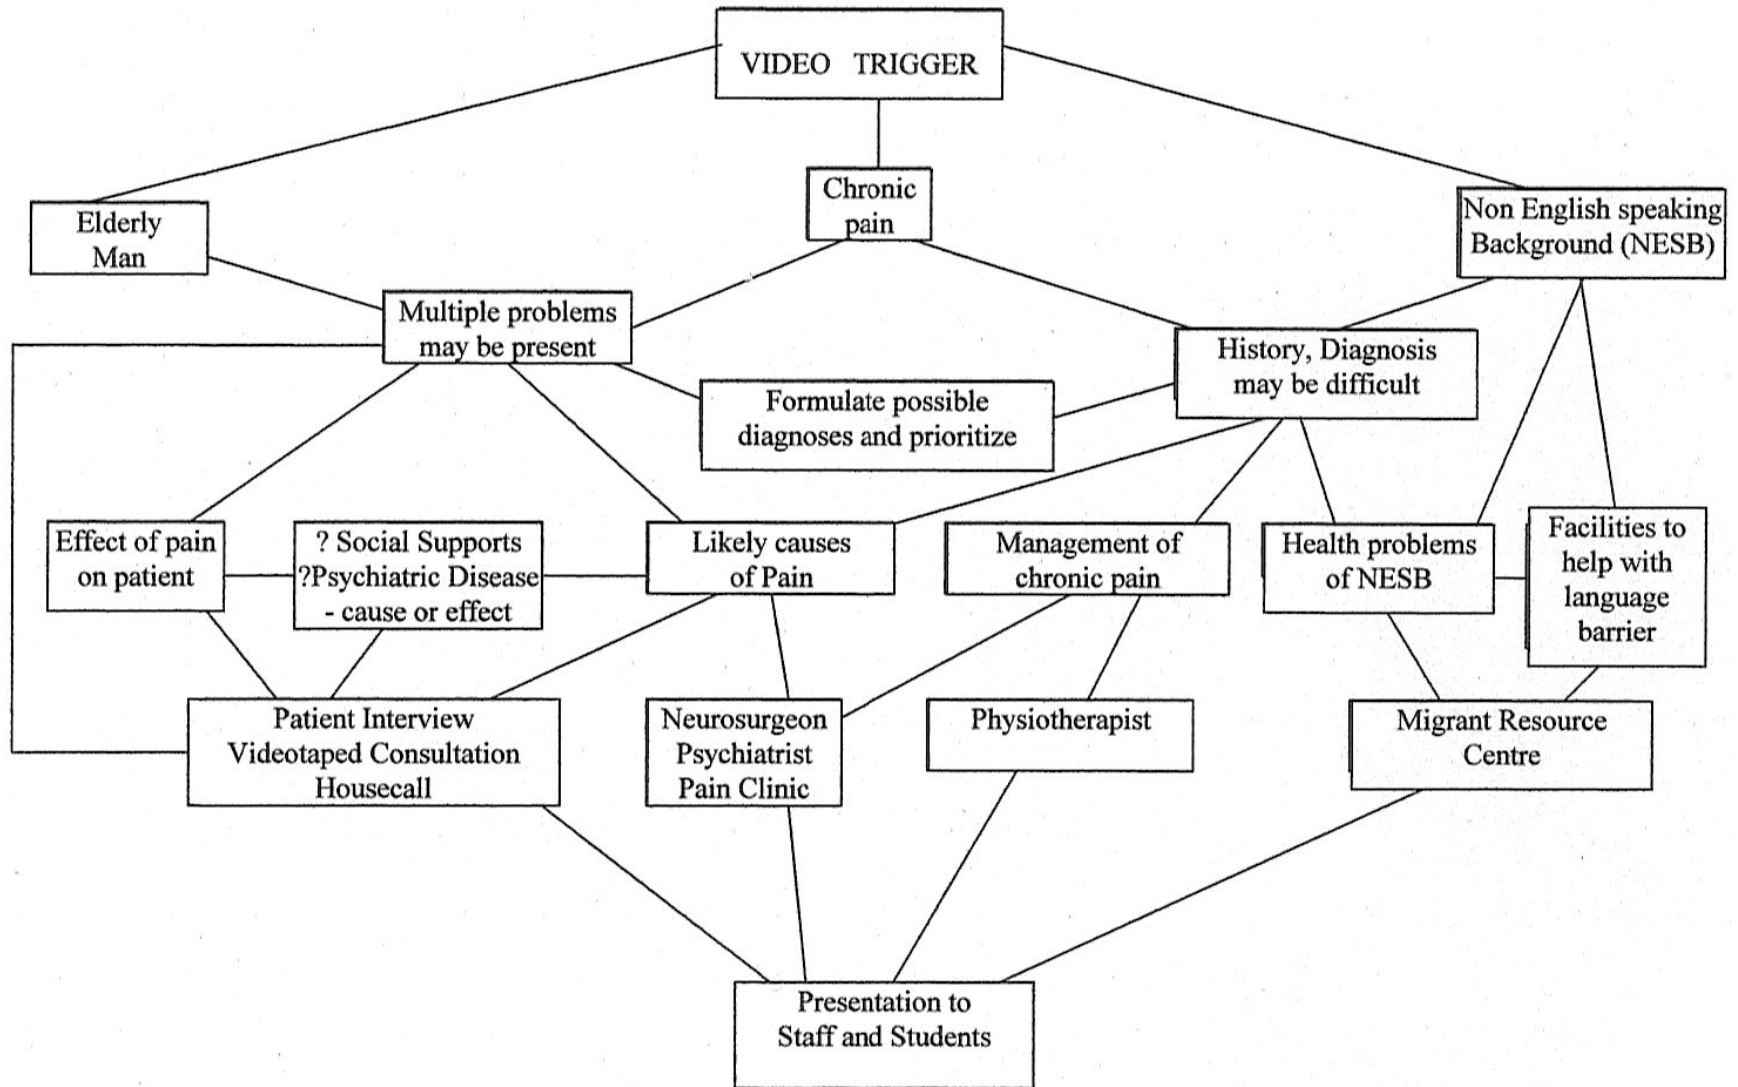 VIDEO TRIGGER
Chronic
pain
Elderly
Man
Non English speaking
Background (NESB)
Multiple problems
may be present
History, Diagnosis
may be difficult
Formulate possible
diagnoses and prioritize
Effect of pain
on patient
? Social Supports
?Psychiatric Disease
- cause or effect
Likely causes
of Pain
Management of
chronic pain
Health problems
of NESB
Facilities to
help with
language
barrier
Patient Interview
Videotaped Consultation
Housecall
Neurosurgeon
Psychiatrist
Pain Clinic
Physiotherapist
Migrant Resource
Centre
Presentation to
Staff and Students